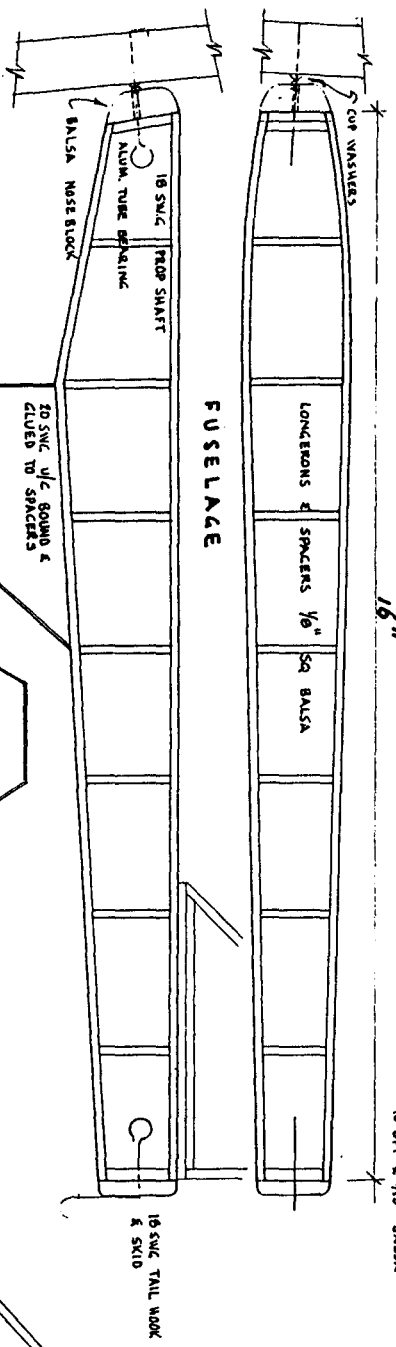 CUP WASHERS
16"
LONGERONS & SPACERS 1/8" SQ BALSA
FUSELAGE
18 SWG PROP SHAFT
ALUM. TUBE BEARING
BALSA NOSE BLOCK
20 SWG U/C BOUND &
GLUED TO SPACERS
18 SWG TAIL HOOK
& SKID